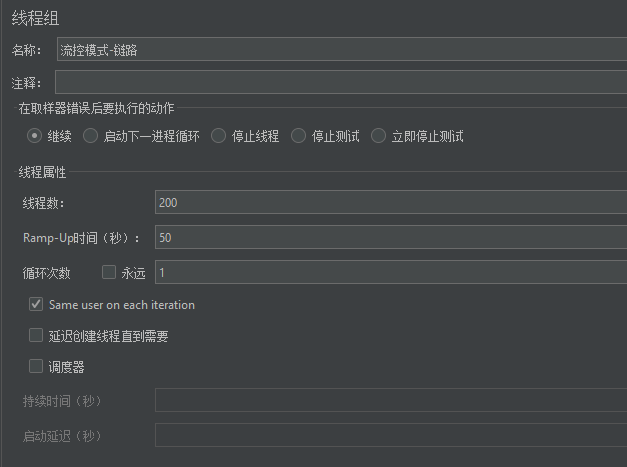 线程组
名称： 流控模式-链路
注释：
在取样器错误后要执行的动作
继续 启动下一进程循环 停止线程 停止测试 立即停止测试
线程属性
线程数： 200
Ramp-Up时间（秒）： 50
循环次数 永远 1
Same user on each iteration
延迟创建线程直到需要
调度器
持续时间（秒）
启动延迟（秒）